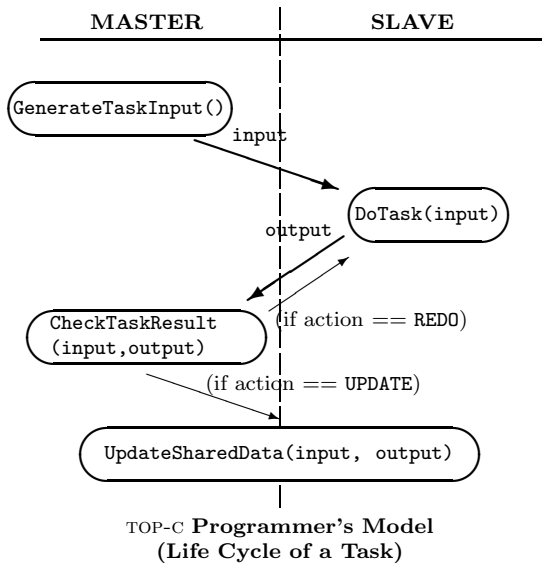 MASTER SLAVE
GenerateTaskInput()
input
DoTask(input)
output
CheckTaskResult
(input,output)
(if action == REDO)
(if action == UPDATE)
UpdateSharedData(input, output)
TOP-C Programmer's Model
(Life Cycle of a Task)